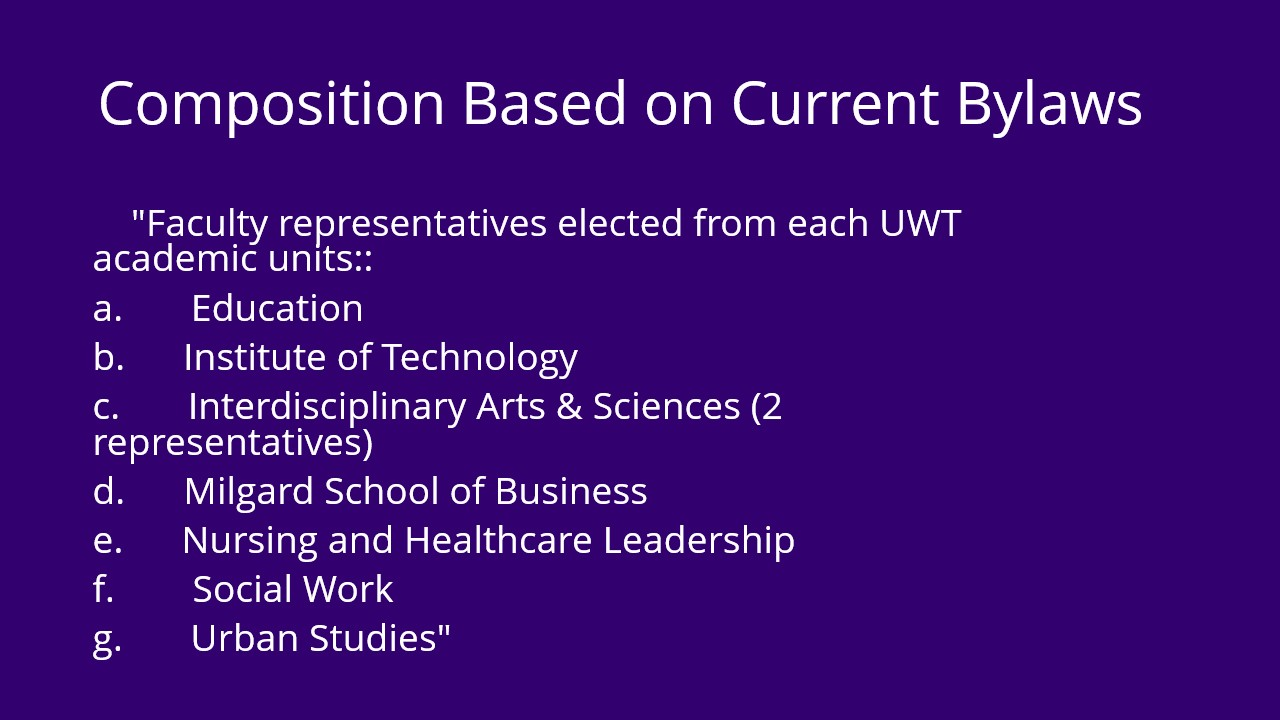 Composition Based on Current Bylaws
"Faculty representatives elected from each UWT
academic units::
a. Education
b. Institute of Technology
c. Interdisciplinary Arts & Sciences (2
representatives)
d. Milgard School of Business
e. Nursing and Healthcare Leadership
f. Social Work
g. Urban Studies"